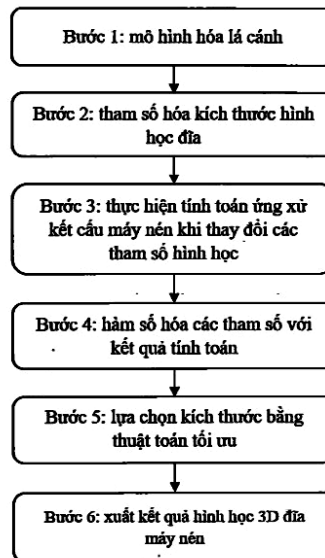 Bước 1: mô hình hóa lá cánh
Bước 2: tham số hóa kích thước hình
học đĩa
Bước 3: thực hiện tính toán ứng xử
kết cấu máy nén khi thay đổi các
tham số hình học
Bước 4: hàm số hóa các tham số với
kết quả tính toán
Bước 5: lựa chọn kích thước bằng
thuật toán tối ưu
Bước 6: xuất kết quả hình học 3D đĩa
máy nén